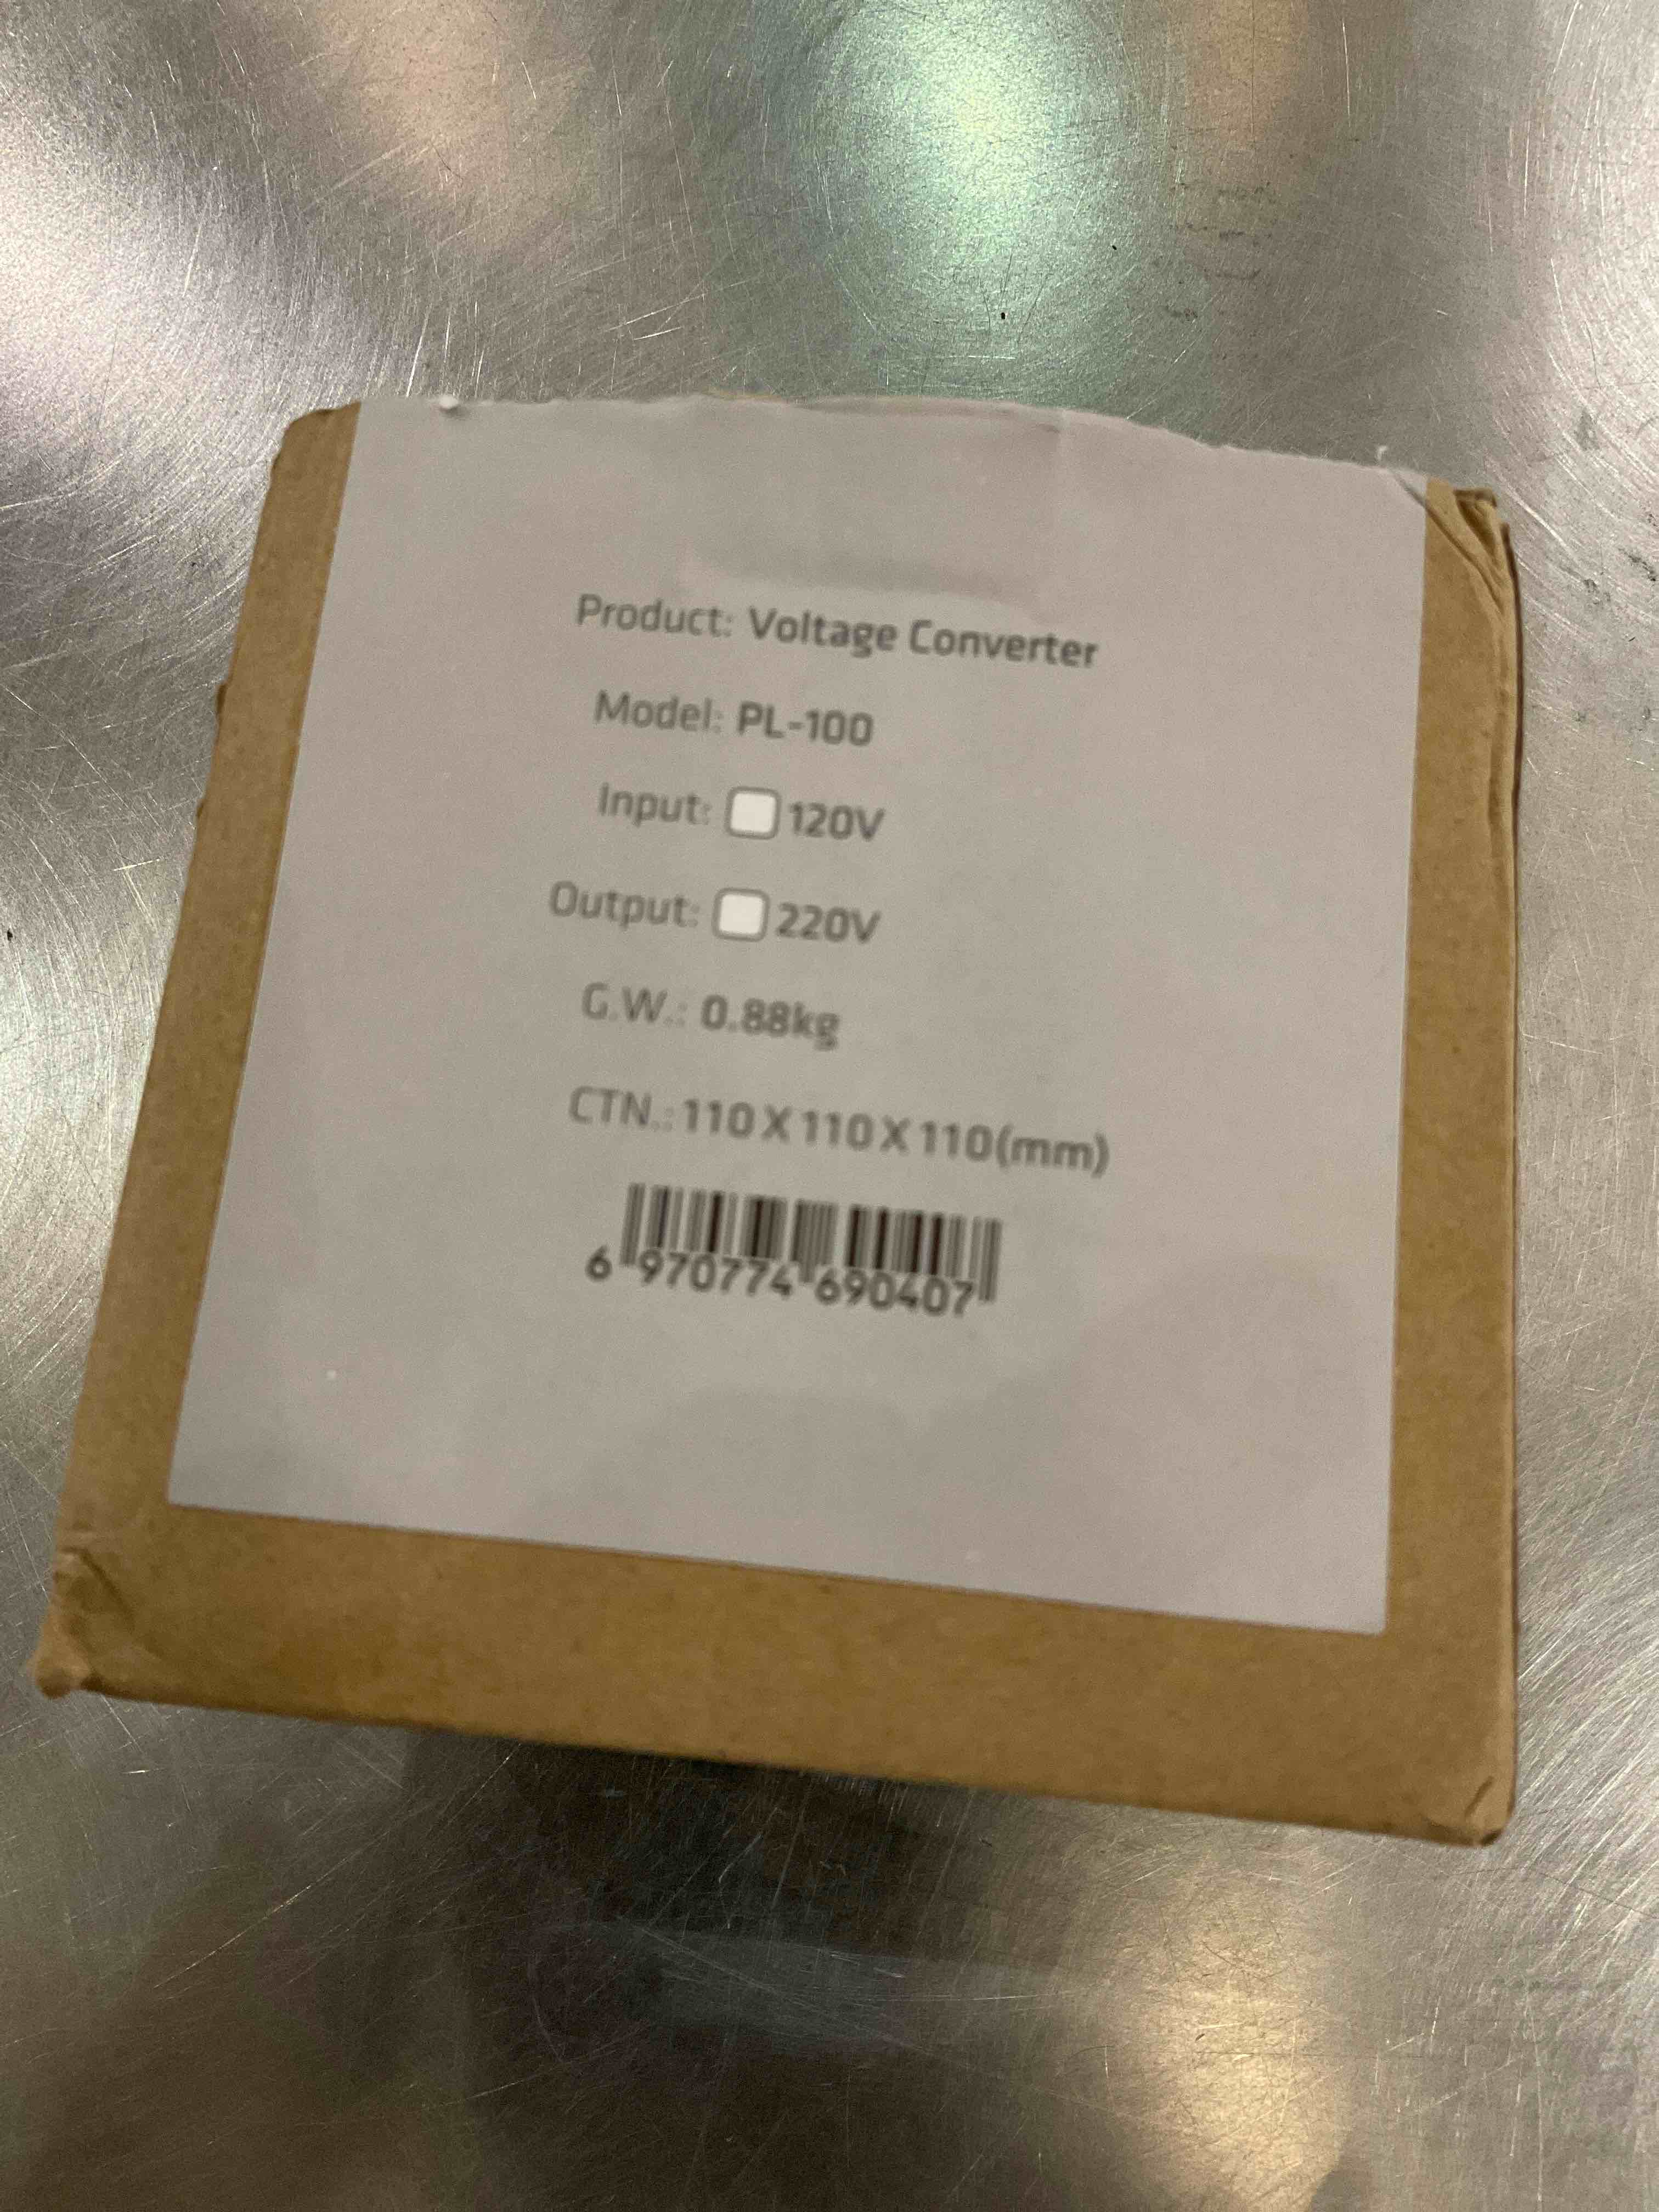 Product: Voltage Converter
Model: PL-100
Input: 120V
Output: 220V
G.W.: 0.88kg
CTN.: 110 X 110 X 110(mm)
6 970774 690407